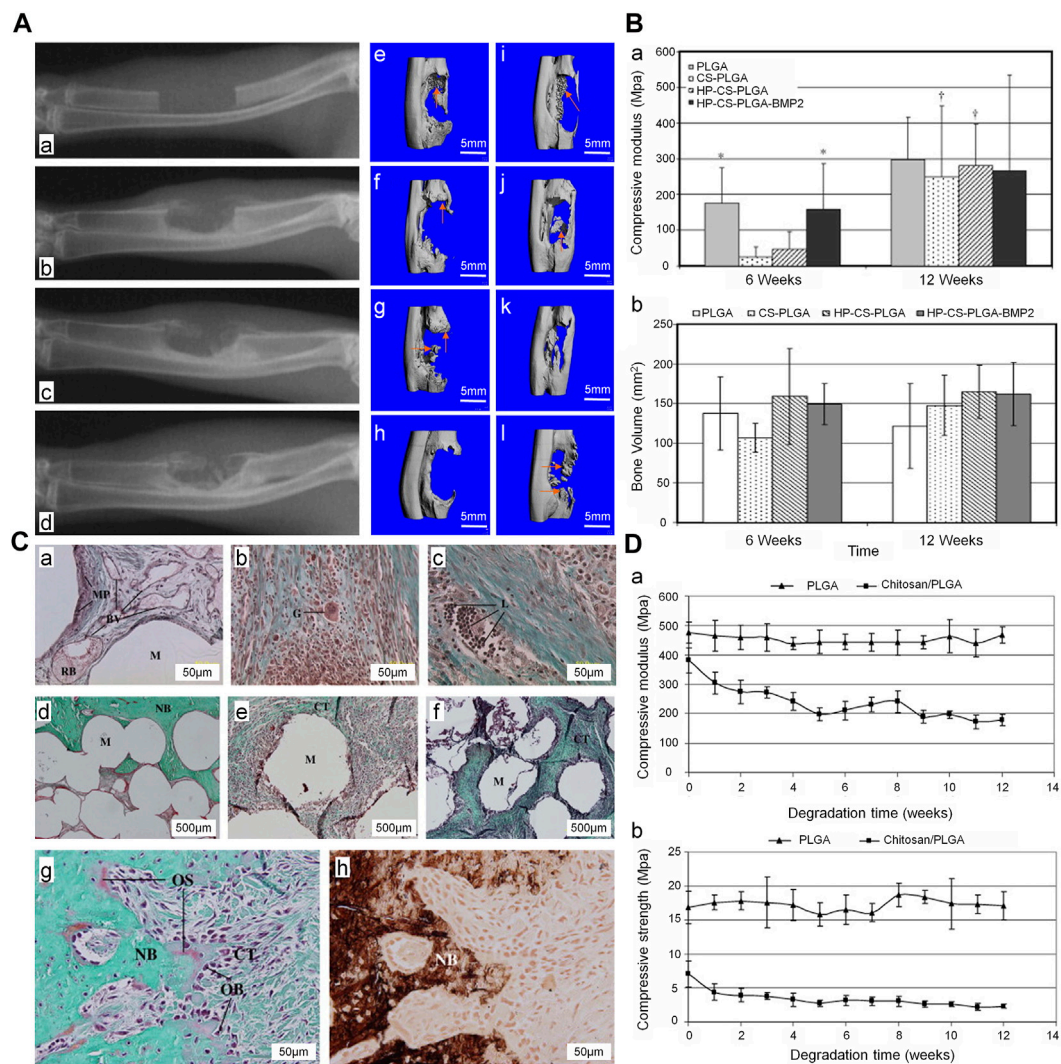 A
a
b
c
d
e
5mm
i
5mm
f
5mm
j
5mm
g
5mm
k
5mm
h
5mm
l
5mm
B
a
Compressive modulus (Mpa)
600
500
400
300
200
100
0
PLGA
CS-PLGA
HP-CS-PLGA
HP-CS-PLGA-BMP2
*
*
†
†
6 Weeks
12 Weeks
b
PLGA CS-PLGA HP-CS-PLGA HP-CS-PLGA-BMP2
Bone Volume (mm²)
250
200
150
100
50
0
6 Weeks
12 Weeks
Time
C
a
MP
BV
RB
M
50µm
b
G
50µm
c
L
50µm
d
NB
M
500µm
e
CT
M
500µm
f
CT
M
500µm
g
OS
NB
CT
OB
50µm
h
NB
50µm
D
a
PLGA Chitosan/PLGA
Compressive modulus (Mpa)
600
500
400
300
200
100
0
0 2 4 6 8 10 12 14
Degradation time (weeks)
b
PLGA Chitosan/PLGA
Compressive strength (Mpa)
25
20
15
10
5
0
0 2 4 6 8 10 12 14
Degradation time (weeks)